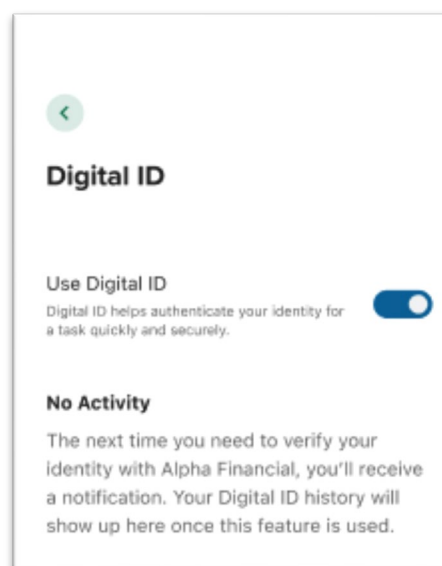 Digital ID
Use Digital ID
Digital ID helps authenticate your identity for
a task quickly and securely.
No Activity
The next time you need to verify your
identity with Alpha Financial, you’ll receive
a notification. Your Digital ID history will
show up here once this feature is used.